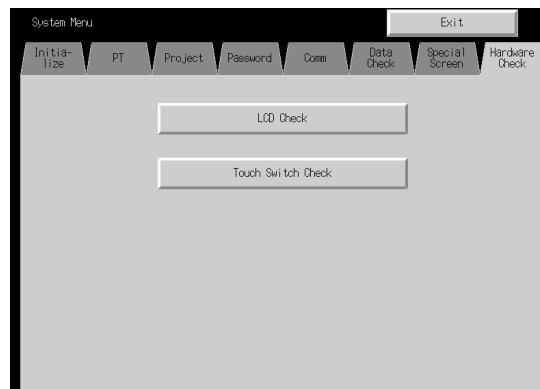 System Menu
Exit
Initia-
lize
PT
Project
Password
Comm
Data
Check
Special
Screen
Hardware
Check
LCD Check
Touch Switch Check